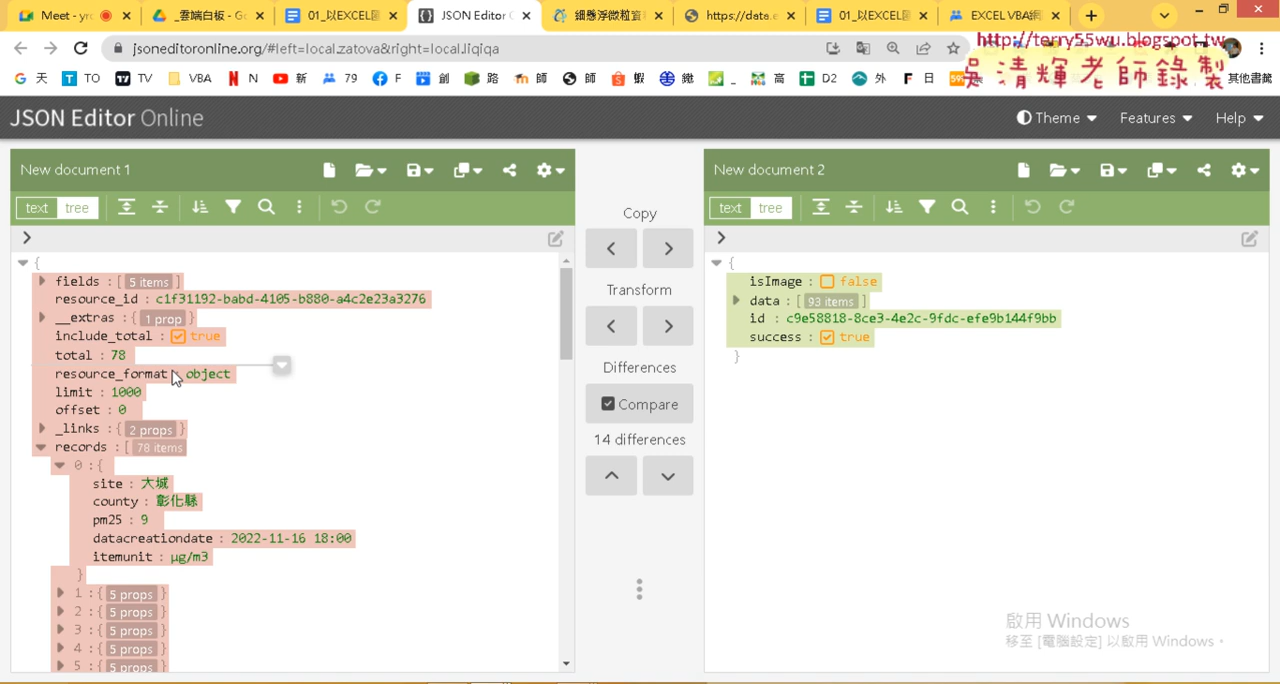 Meet - yrc
_雲端白板 - Go
01_以EXCEL匯
JSON Editor O
細懸浮微粒資
https://data.e
01_以EXCEL匯
EXCEL VBA網
jsoneditoronline.org/#left=local.zatova&right=local.liqiqa
http://terry55wu.blogspot.tw
吳清輝老師錄製
天 TO TV VBA N 新 79 F 創 路 師 師 蝦 _ 高 D2 外 日 其他書籤
JSON Editor Online
Theme Features Help
New document 1
New document 2
text tree
text tree
Copy
Transform
Differences
Compare
14 differences
{
fields : [ 5 items ]
resource_id : c1f31192-babd-4105-b880-a4c2e23a3276
__extras : { 1 prop }
include_total : true
total : 78
resource_format : object
limit : 1000
offset : 0
_links : { 2 props }
records : [ 78 items
0 : {
site : 大城
county : 彰化縣
pm25 : 9
datacreationdate : 2022-11-16 18:00
itemunit : μg/m3
}
1 : { 5 props }
2 : { 5 props }
3 : { 5 props }
4 : { 5 props }
5 : { 5 props }
{
isImage : false
data : [ 93 items ]
id : c9e58818-8ce3-4e2c-9fdc-efe9b144f9bb
success : true
}
啟用 Windows
移至 [電腦設定] 以啟用 Windows。